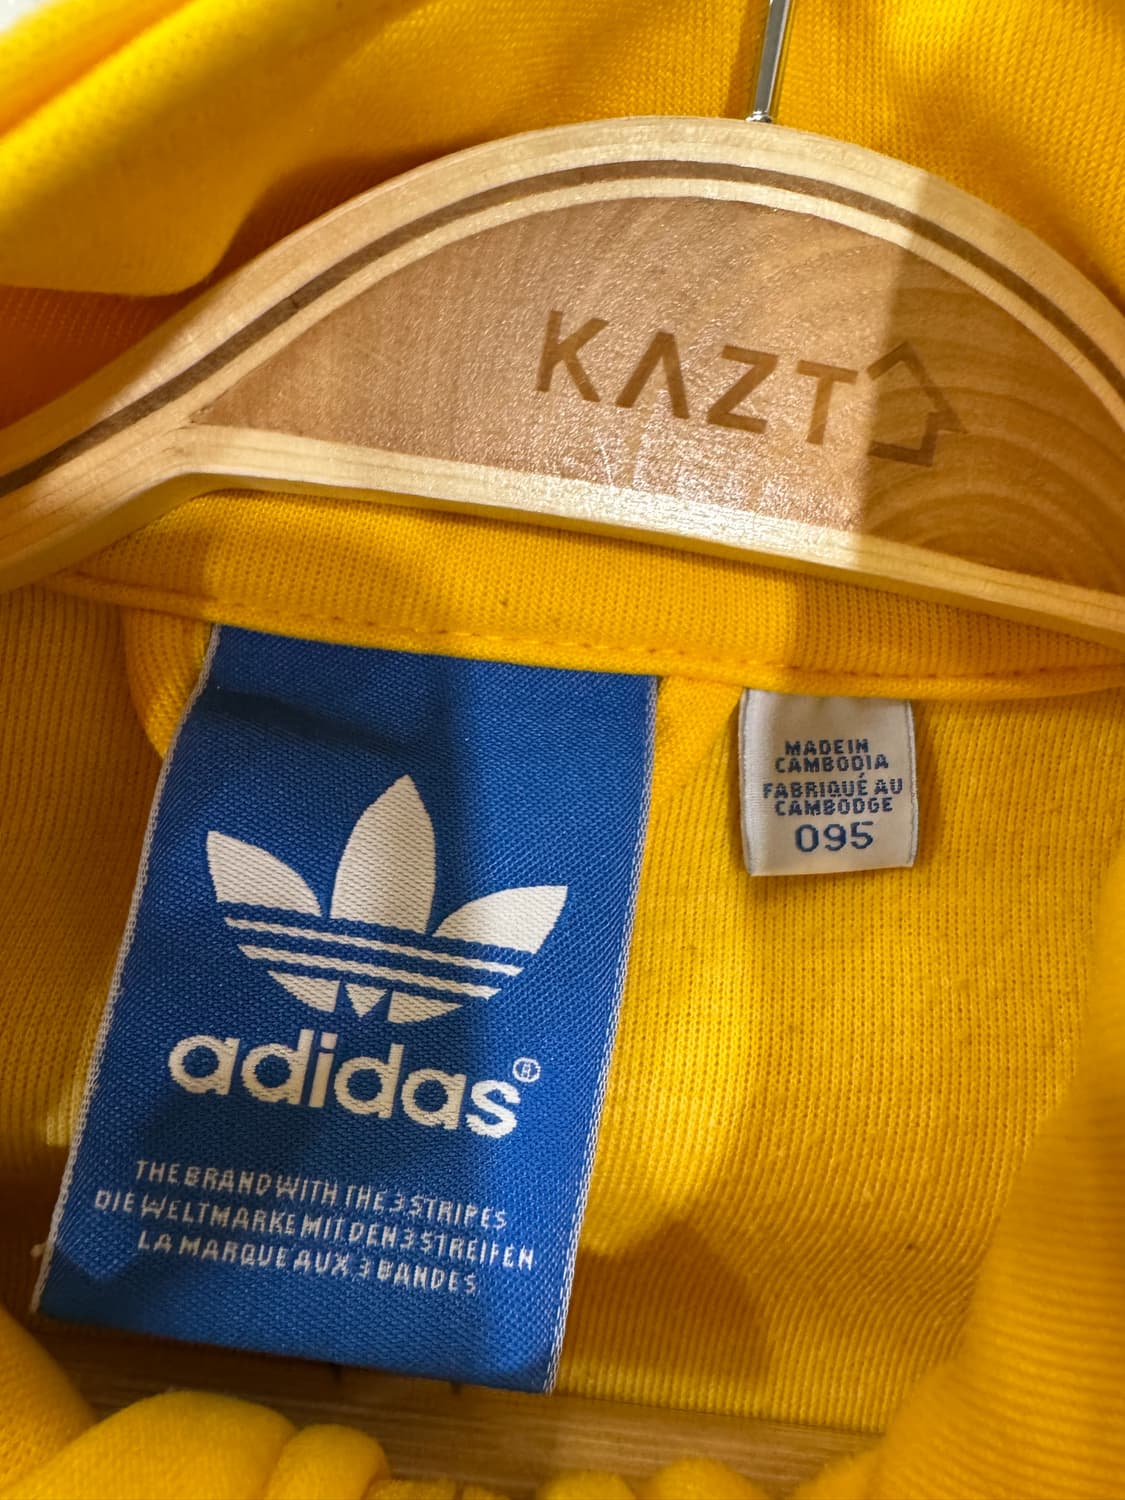 KAZT
MADE IN
CAMBODIA
FABRIQUÉ AU
CAMBODGE
095
adidas®
THE BRAND WITH THE 3 STRIPES
DIE WELTMARKE MIT DEN 3 STREIFEN
LA MARQUE AUX 3 BANDES